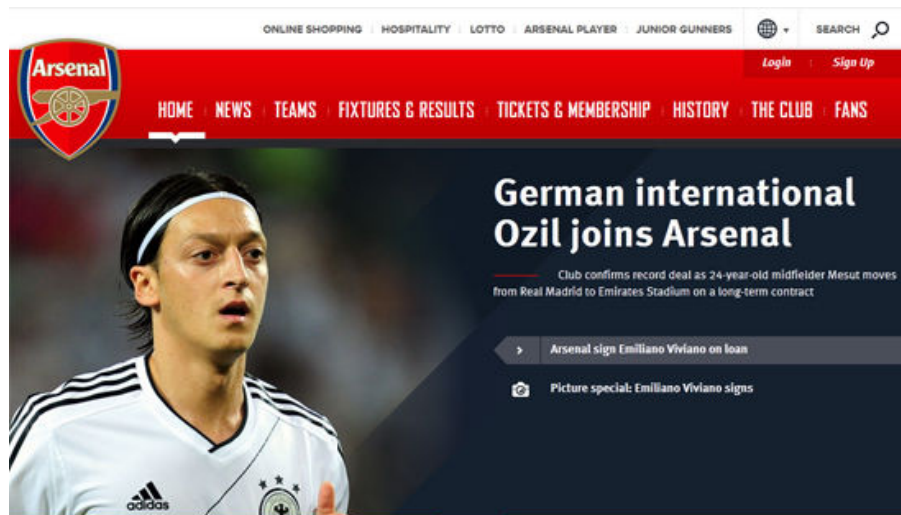 ONLINE SHOPPING HOSPITALITY LOTTO ARSENAL PLAYER JUNIOR GUNNERS SEARCH
Login Sign Up
Arsenal
HOME NEWS TEAMS FIXTURES & RESULTS TICKETS & MEMBERSHIP HISTORY THE CLUB FANS
German international
Ozil joins Arsenal
Club confirms record deal as 24-year-old midfielder Mesut moves
from Real Madrid to Emirates Stadium on a long-term contract
Arsenal sign Emiliano Viviano on loan
Picture special: Emiliano Viviano signs
adidas